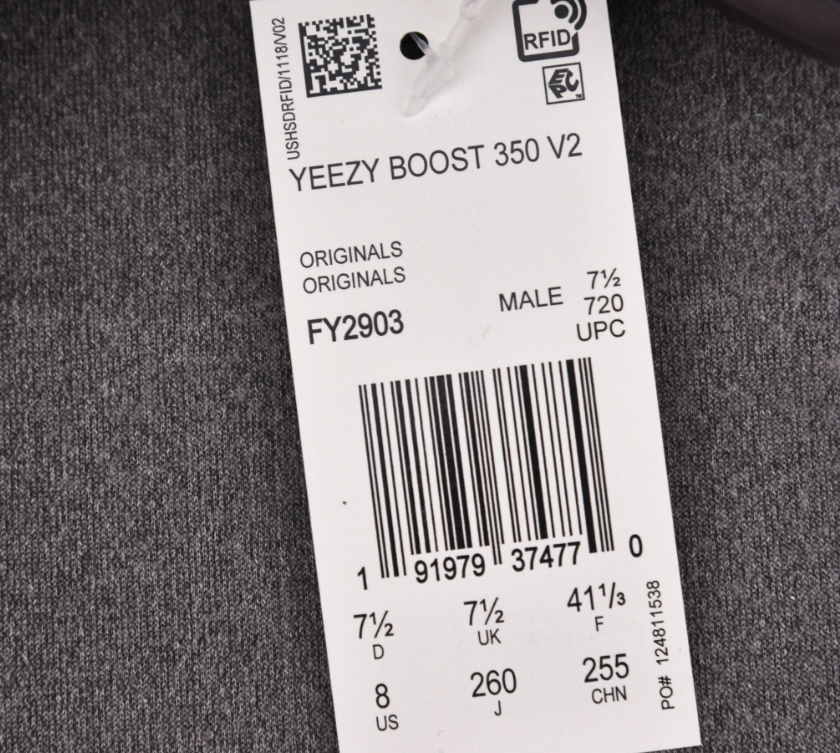 USHSDRFID/1118/V02
RFID
EPC™
YEEZY BOOST 350 V2
ORIGINALS
ORIGINALS
FY2903
MALE
7½
720
UPC
1 91979 37477 0
7½ 7½ 41¹/₃
D UK F
8 260 255
US J CHN
PO# 124811538